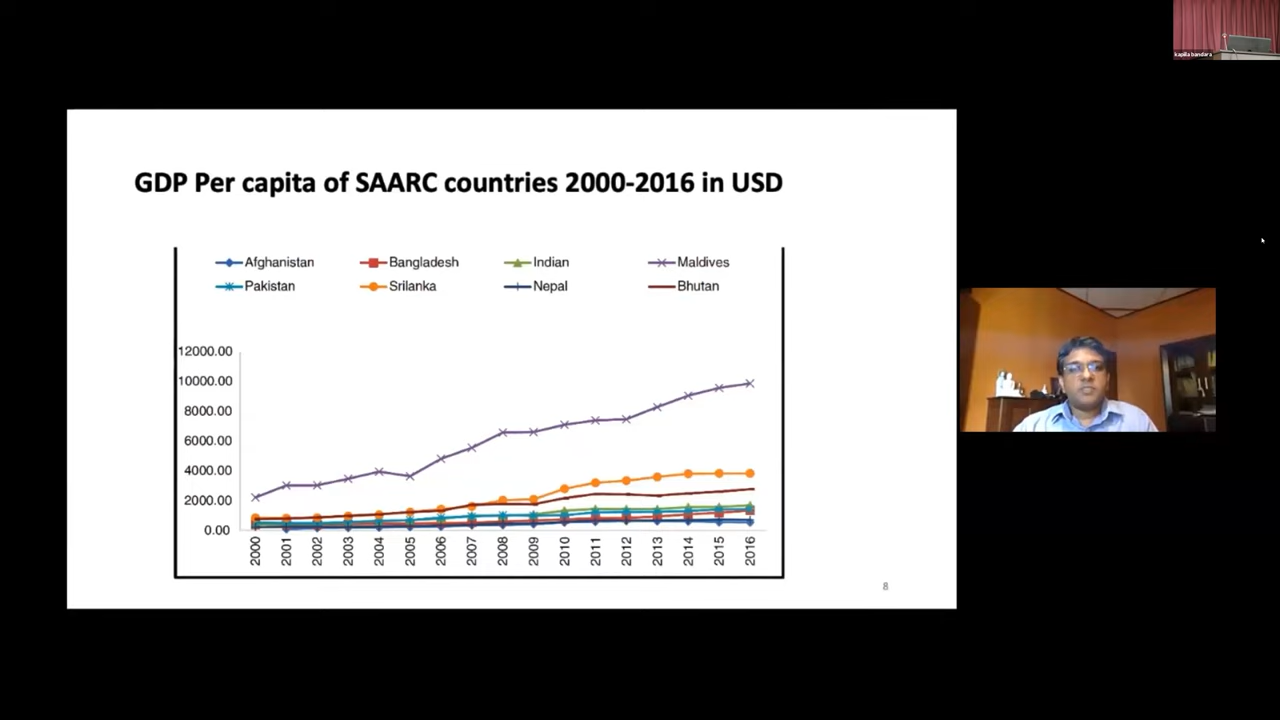 kapila bandara
GDP Per capita of SAARC countries 2000-2016 in USD
Afghanistan Bangladesh Indian Maldives
Pakistan Srilanka Nepal Bhutan
12000.00
10000.00
8000.00
6000.00
4000.00
2000.00
0.00
2000 2001 2002 2003 2004 2005 2006 2007 2008 2009 2010 2011 2012 2013 2014 2015 2016
8